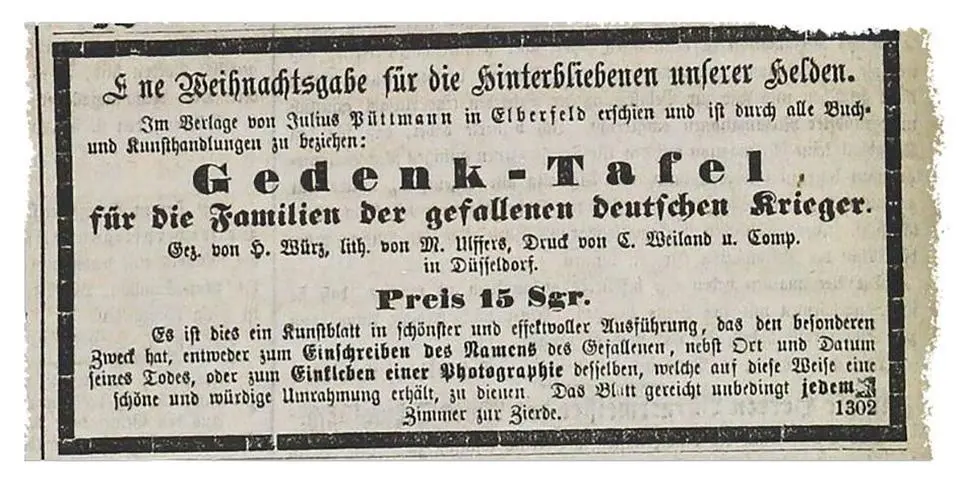 E ne Weihnachtsgabe für die Hinterbliebenen unserer Helden.
Im Verlage von Julius Püttmann in Elberfeld erschien und ist durch alle Buch-
und Kunsthandlungen zu beziehen:
Gedenk-Tafel
für die Familien der gefallenen deutschen Krieger.
Gez. von H. Würz, lith. von M. Ulffers, Druck von C. Weiland u. Comp.
in Düsseldorf.
Preis 15 Sgr.
Es ist dies ein Kunstblatt in schönster und effektvoller Ausführung, das den besonderen
Zweck hat, entweder zum Einschreiben des Namens des Gefallenen, nebst Ort und Datum
seines Todes, oder zum Einkleben einer Photographie desselben, welche auf diese Weise eine
schöne und würdige Umrahmung erhält, zu dienen. Das Blatt gereicht unbedingt jedem
Zimmer zur Zierde. 1302